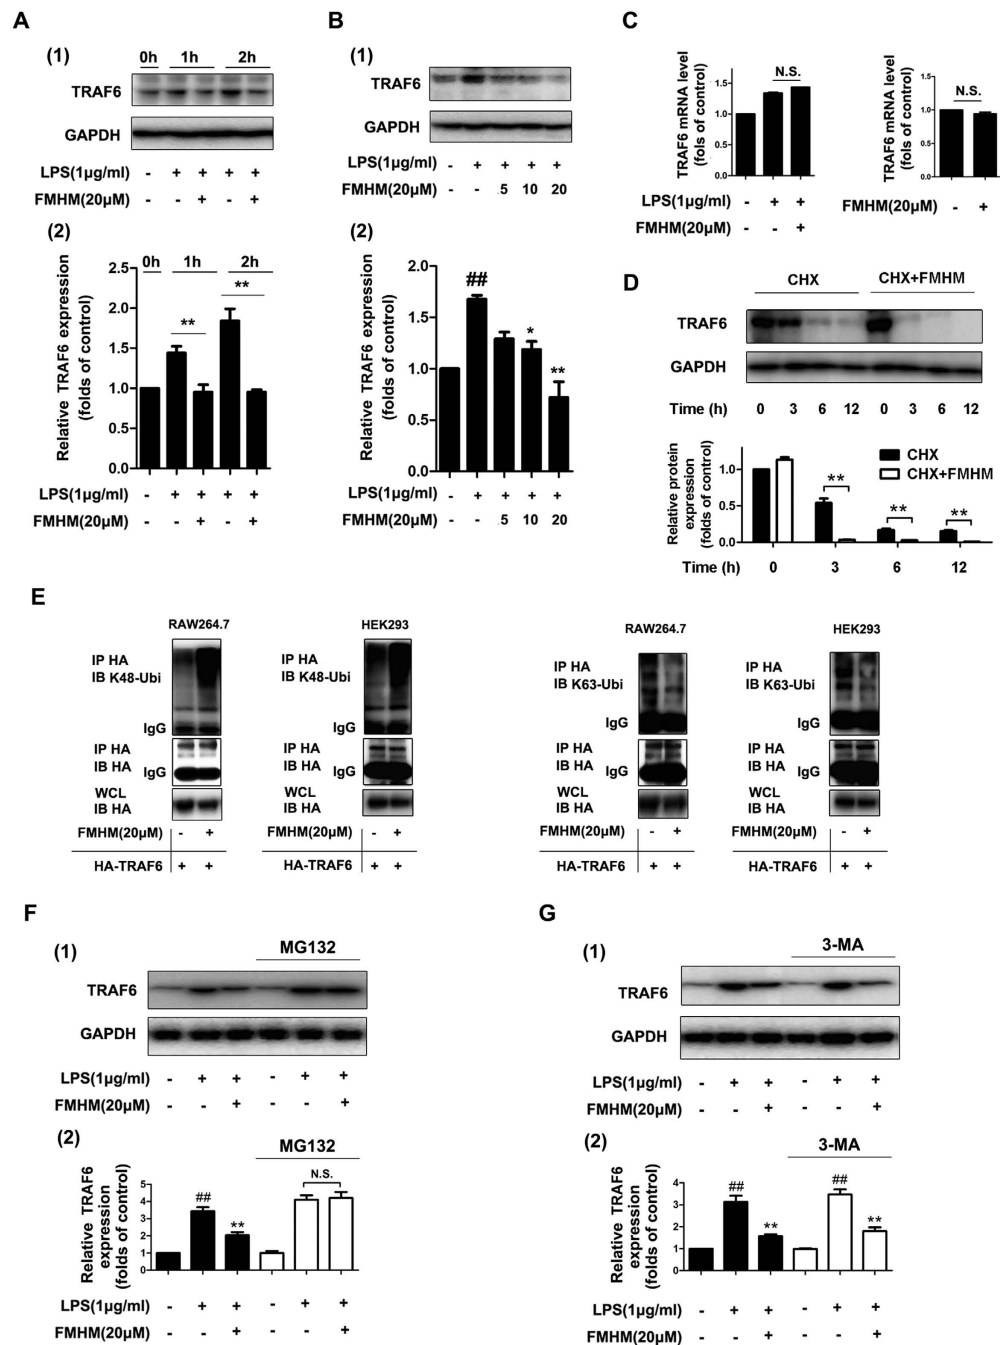 A
(1)
0h 1h 2h
TRAF6
GAPDH
LPS(1μg/ml) - + + + +
FMHM(20μM) - - + - +
(2)
Relative TRAF6 expression
(folds of control)
2.5
2.0
1.5
1.0
0.5
0.0
0h 1h 2h
**
**
LPS(1μg/ml) - + + + +
FMHM(20μM) - - + - +
B
(1)
TRAF6
GAPDH
LPS(1μg/ml) - + + + +
FMHM(20μM) - - 5 10 20
(2)
Relative TRAF6 expression
(folds of control)
2.0
1.5
1.0
0.5
0.0
##
*
**
LPS(1μg/ml) - + + + +
FMHM(20μM) - - 5 10 20
C
TRAF6 mRNA level
(fols of control)
2.0
1.5
1.0
0.5
0.0
N.S.
LPS(1μg/ml) - + +
FMHM(20μM) - - +
TRAF6 mRNA level
(fols of control)
1.5
1.0
0.5
0.0
N.S.
FMHM(20μM) - +
D
CHX CHX+FMHM
TRAF6
GAPDH
Time (h) 0 3 6 12 0 3 6 12
Relative protein
expression
(folds of control)
1.0
0.5
0.0
CHX
CHX+FMHM
**
**
**
Time (h) 0 3 6 12
E
RAW264.7
IP HA
IB K48-Ubi
IgG
IP HA
IB HA
IgG
WCL
IB HA
FMHM(20μM) - +
HA-TRAF6 + +
HEK293
IP HA
IB K48-Ubi
IgG
IP HA
IB HA
IgG
WCL
IB HA
FMHM(20μM) - +
HA-TRAF6 + +
RAW264.7
IP HA
IB K63-Ubi
IgG
IP HA
IB HA
IgG
WCL
IB HA
FMHM(20μM) - +
HA-TRAF6 + +
HEK293
IP HA
IB K63-Ubi
IgG
IP HA
IB HA
IgG
WCL
IB HA
FMHM(20μM) - +
HA-TRAF6 + +
F
(1)
MG132
TRAF6
GAPDH
LPS(1μg/ml) - + + - + +
FMHM(20μM) - - + - - +
(2)
MG132
Relative TRAF6
expression
(folds of control)
5
4
3
2
1
0
##
**
N.S.
LPS(1μg/ml) - + + - + +
FMHM(20μM) - - + - - +
G
(1)
3-MA
TRAF6
GAPDH
LPS(1μg/ml) - + + - + +
FMHM(20μM) - - + - - +
(2)
3-MA
Relative TRAF6
expression
(folds of control)
4
3
2
1
0
##
**
##
**
LPS(1μg/ml) - + + - + +
FMHM(20μM) - - + - - +